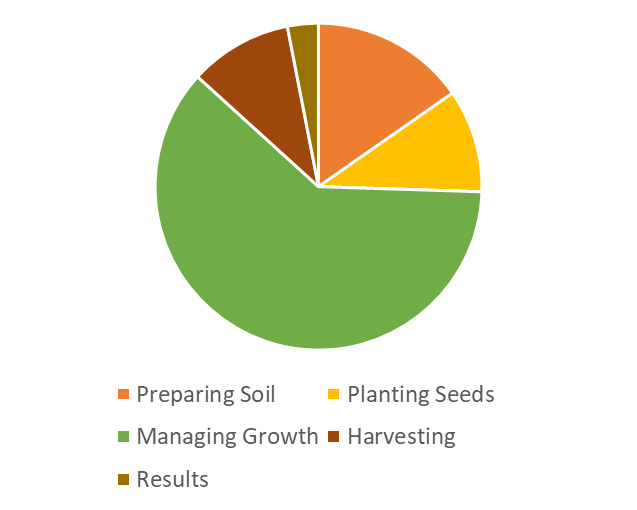 Preparing Soil Planting Seeds
Managing Growth Harvesting
Results